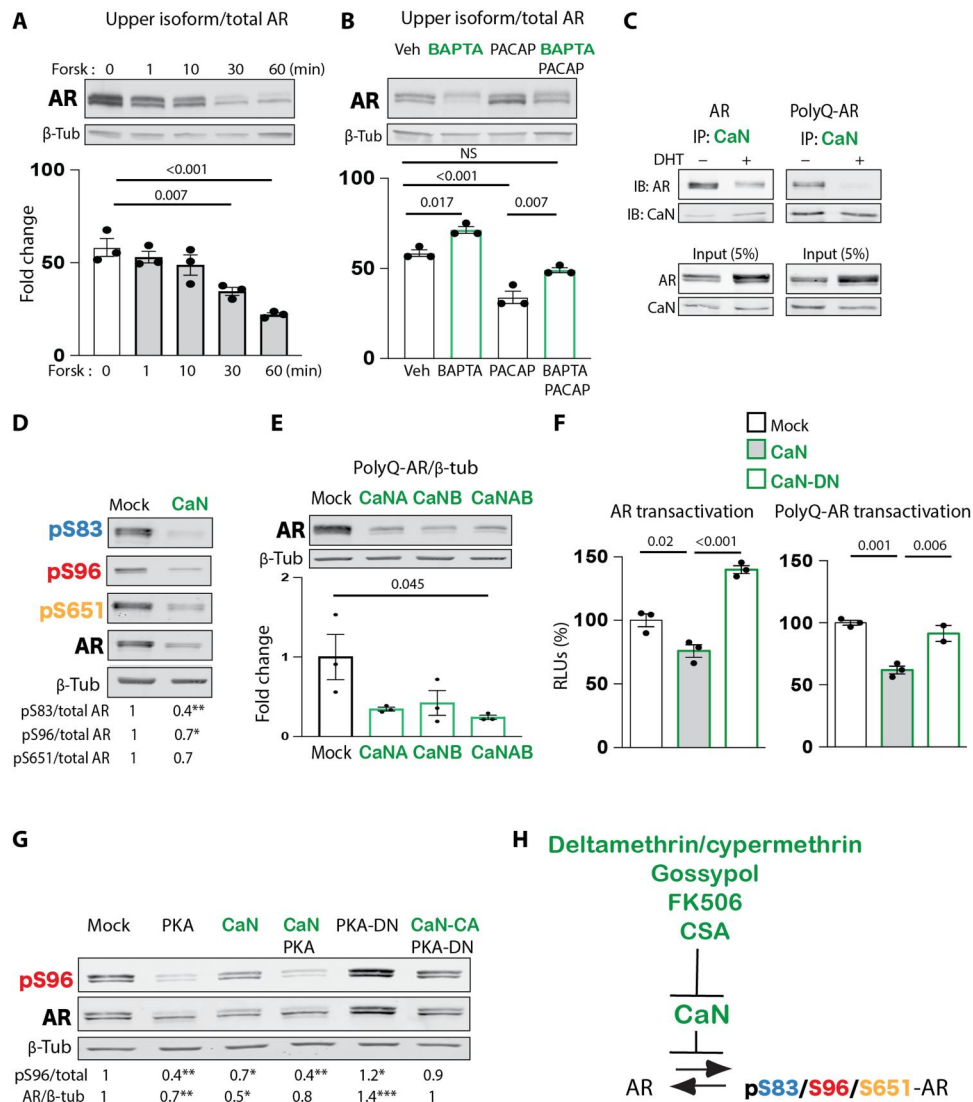 A
Upper isoform/total AR
Forsk : 0 1 10 30 60 (min)
AR
β-Tub
Fold change
100
50
0
<0.001
0.007
Forsk : 0 1 10 30 60 (min)
B
Upper isoform/total AR
Veh BAPTA PACAP BAPTA
PACAP
AR
β-Tub
100
50
0
NS
<0.001
0.017 0.007
Veh BAPTA PACAP BAPTA
PACAP
C
AR PolyQ-AR
IP: CaN IP: CaN
DHT – + – +
IB: AR
IB: CaN
Input (5%) Input (5%)
AR
CaN
D
Mock CaN
pS83
pS96
pS651
AR
β-Tub
pS83/total AR 1 0.4**
pS96/total AR 1 0.7*
pS651/total AR 1 0.7
E
PolyQ-AR/β-tub
Mock CaNA CaNB CaNAB
AR
β-Tub
Fold change
2
1
0
0.045
Mock CaNA CaNB CaNAB
F
Mock
CaN
CaN-DN
AR transactivation
RLUs (%)
150
100
50
0
0.02 <0.001
PolyQ-AR transactivation
150
100
50
0
0.001 0.006
G
Mock PKA CaN CaN PKA-DN CaN-CA
PKA PKA-DN
pS96
AR
β-Tub
pS96/total 1 0.4** 0.7* 0.4** 1.2* 0.9
AR/β-tub 1 0.7** 0.5* 0.8 1.4*** 1
H
Deltamethrin/cypermethrin
Gossypol
FK506
CSA
CaN
AR pS83/S96/S651-AR